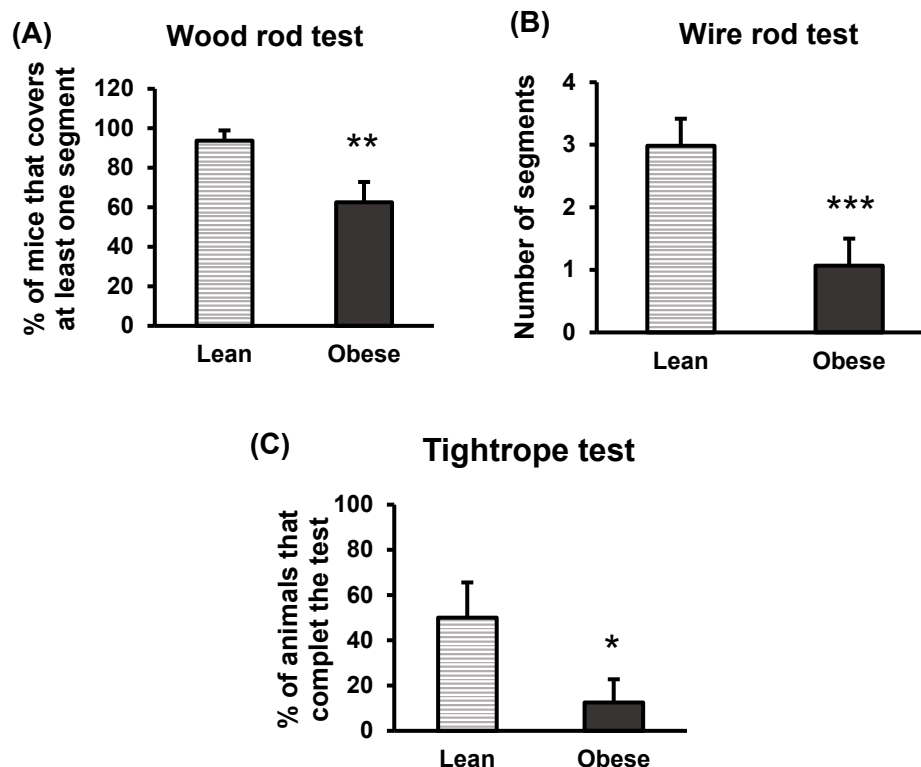 (A)
Wood rod test
% of mice that covers
at least one segment
120
100
80
60
40
20
0
**
Lean Obese
(B)
Wire rod test
Number of segments
4
3
2
1
0
***
Lean Obese
(C)
Tightrope test
% of animals that
complet the test
100
80
60
40
20
0
*
Lean Obese